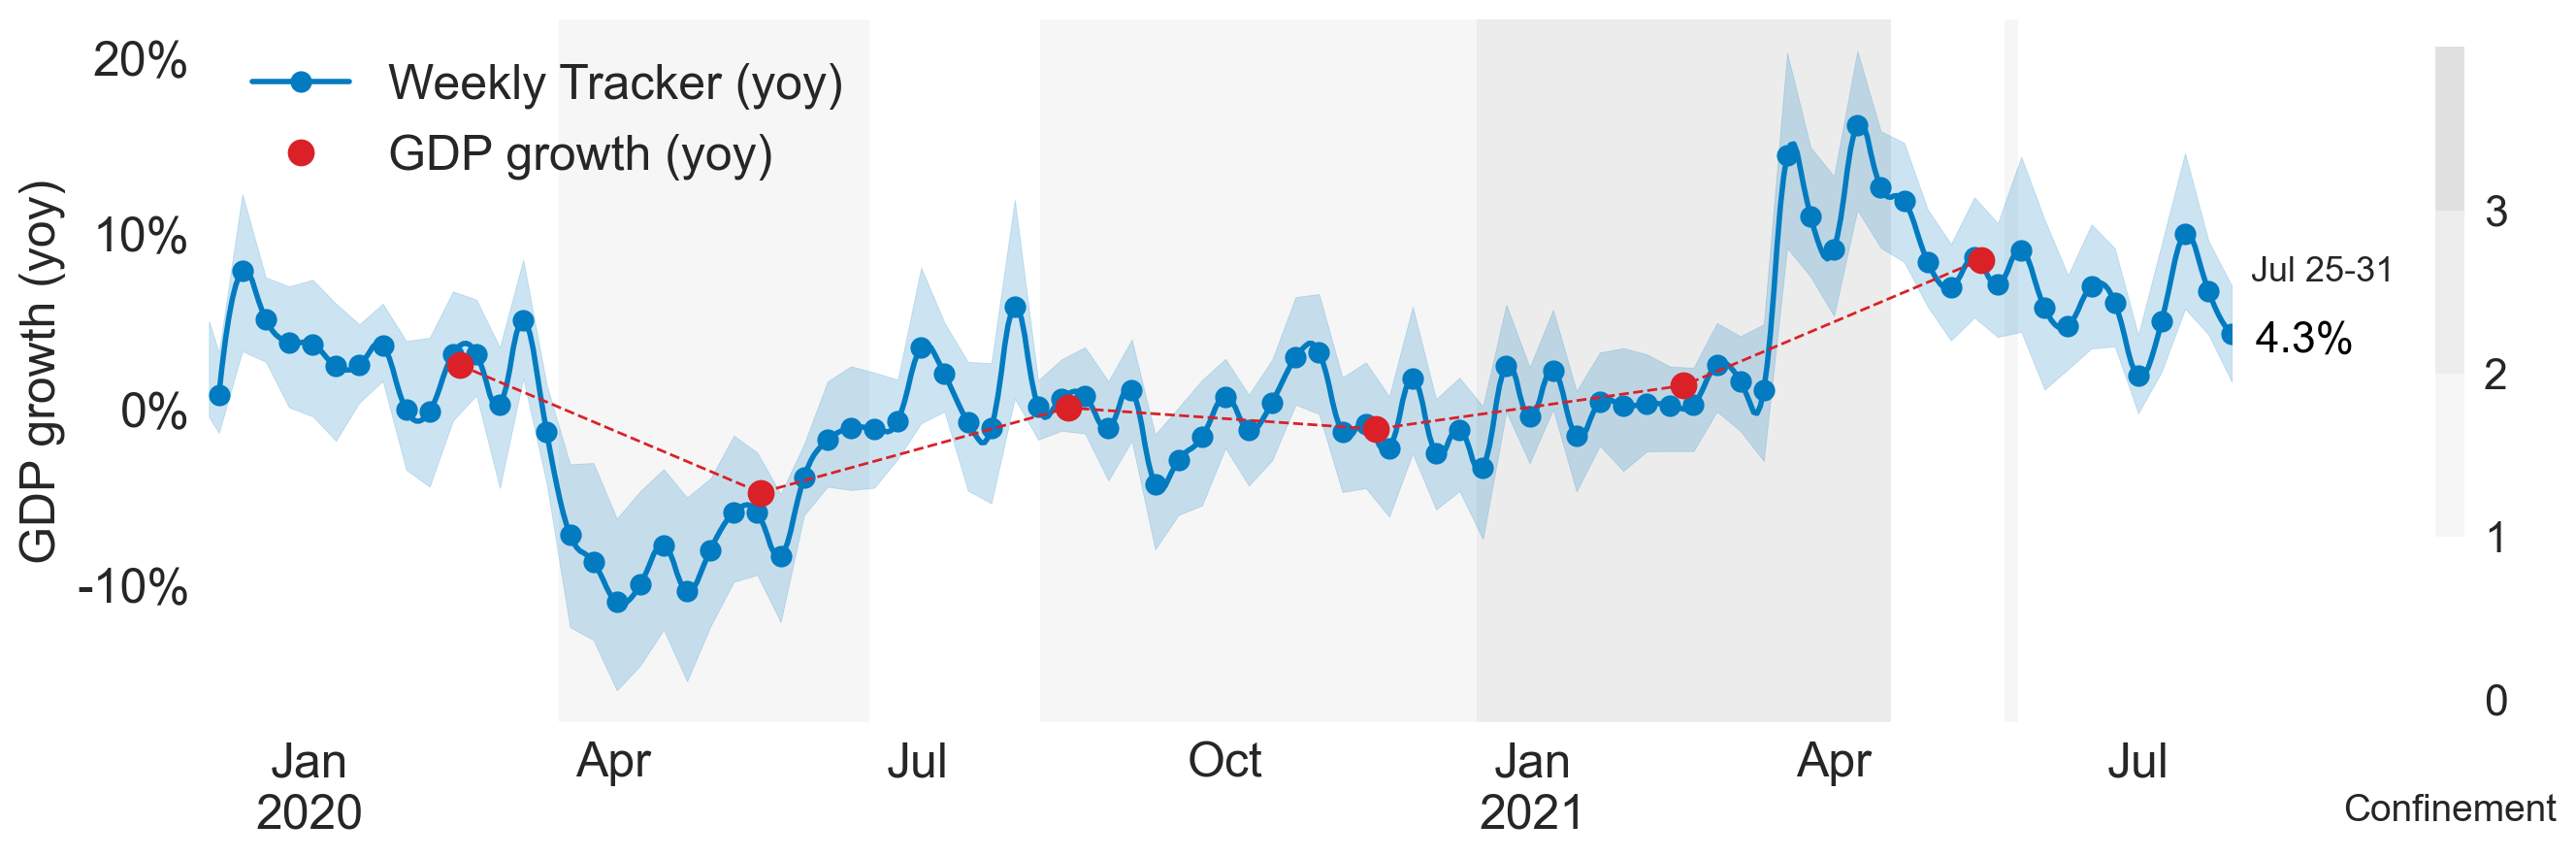 20%
10%
0%
-10%
GDP growth (yoy)
Weekly Tracker (yoy)
GDP growth (yoy)
Jul 25-31
4.3%
3
2
1
0
Jan
2020
Apr
Jul
Oct
Jan
2021
Apr
Jul
Confinement